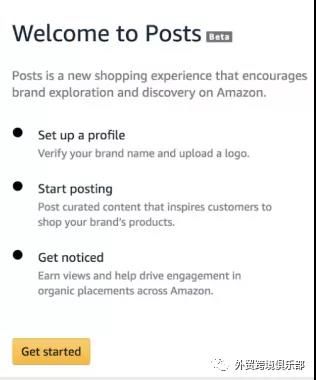 Welcome to Posts Beta
Posts is a new shopping experience that encourages
brand exploration and discovery on Amazon.
Set up a profile
Verify your brand name and upload a logo.
Start posting
Post curated content that inspires customers to
shop your brand's products.
Get noticed
Earn views and help drive engagement in
organic placements across Amazon.
Get started
外贸跨境俱乐部